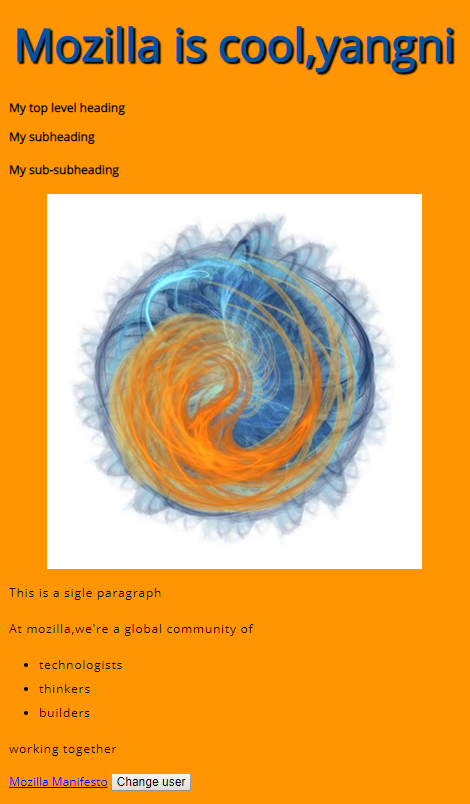 Mozilla is cool,yangni
My top level heading
My subheading
My sub-subheading
This is a sigle paragraph
At mozilla,we're a global community of
technologists
thinkers
builders
working together
Mozilla Manifesto Change user